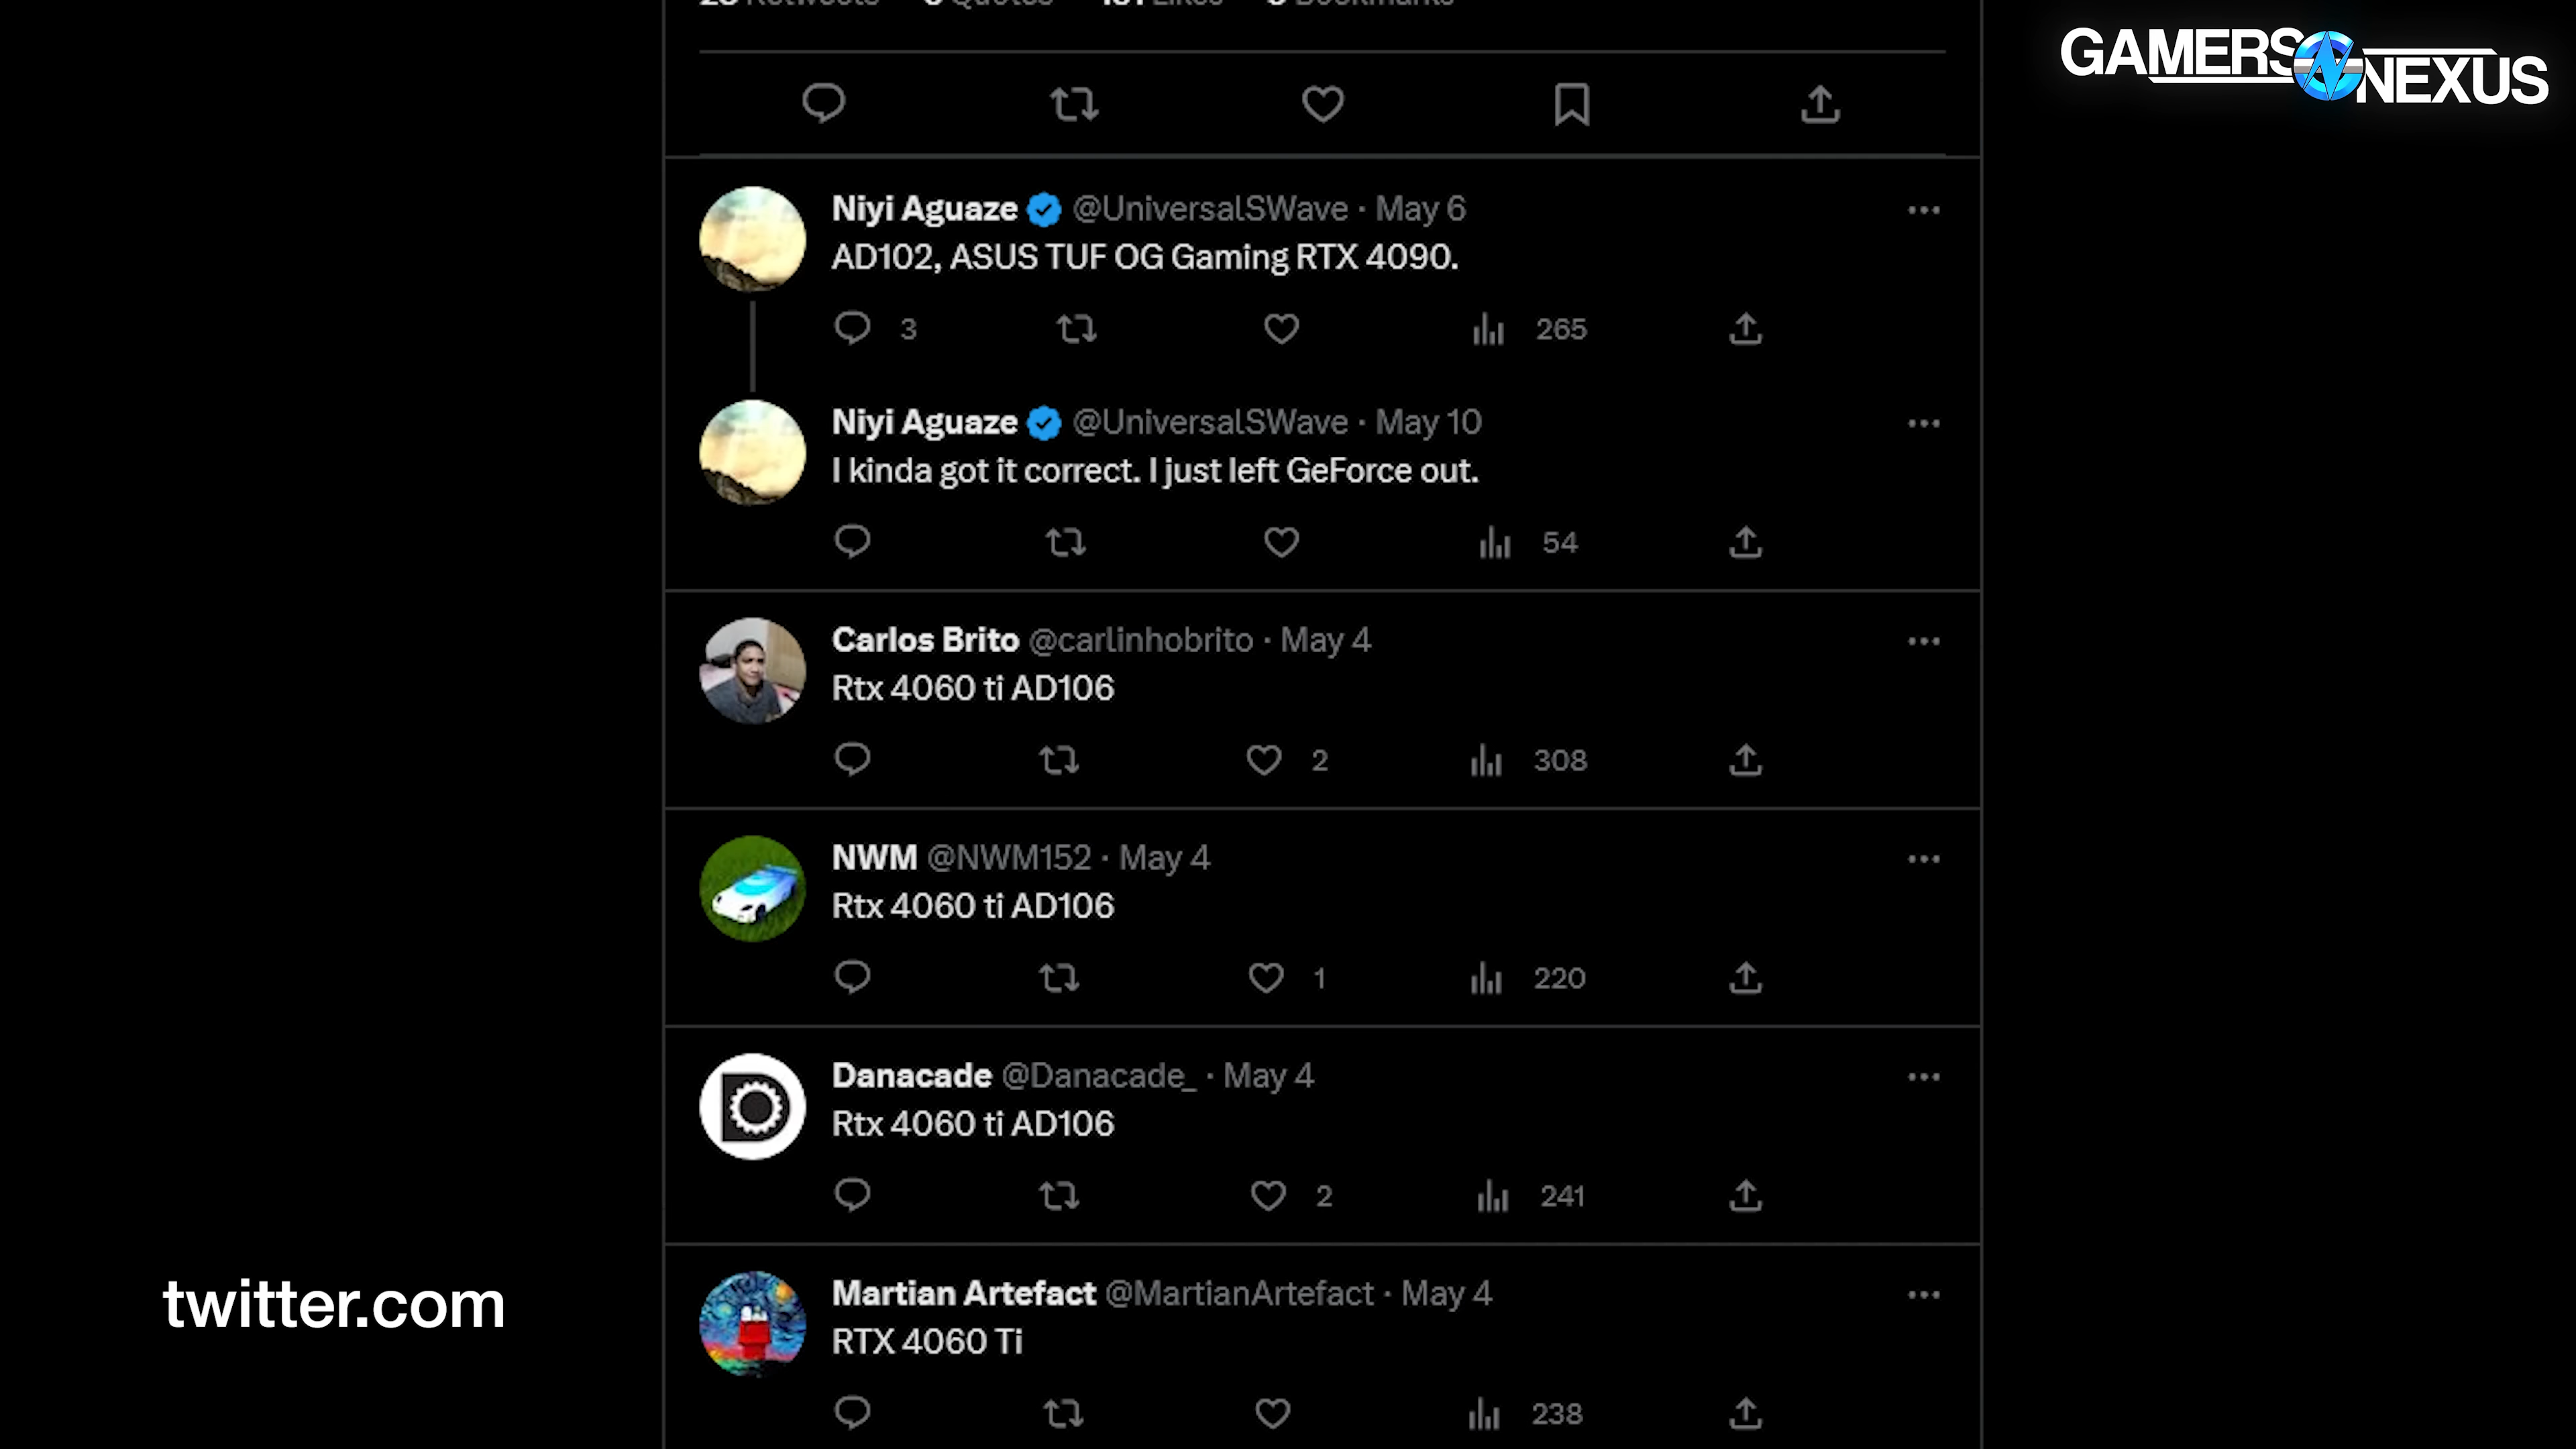 GAMERS NEXUS
Niyi Aguaze @UniversalSWave · May 6
AD102, ASUS TUF OG Gaming RTX 4090.
3 265
Niyi Aguaze @UniversalSWave · May 10
I kinda got it correct. I just left GeForce out.
54
Carlos Brito @carlinhobrito · May 4
Rtx 4060 ti AD106
2 308
NWM @NWM152 · May 4
Rtx 4060 ti AD106
1 220
Danacade @Danacade_ · May 4
Rtx 4060 ti AD106
2 241
Martian Artefact @MartianArtefact · May 4
RTX 4060 Ti
238
twitter.com